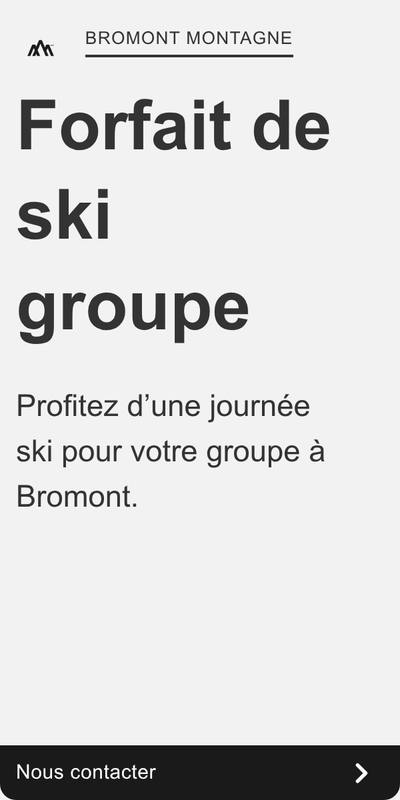 BROMONT MONTAGNE
Forfait de
ski
groupe
Profitez d’une journée
ski pour votre groupe à
Bromont.
Nous contacter